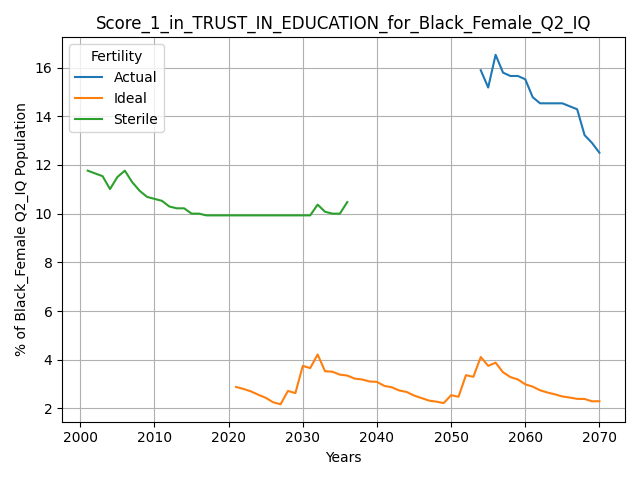 Score_1_in_TRUST_IN_EDUCATION_for_Black_Female_Q2_IQ
Fertility
Actual
Ideal
Sterile
% of Black_Female Q2_IQ Population
16
14
12
10
8
6
4
2
2000 2010 2020 2030 2040 2050 2060 2070
Years